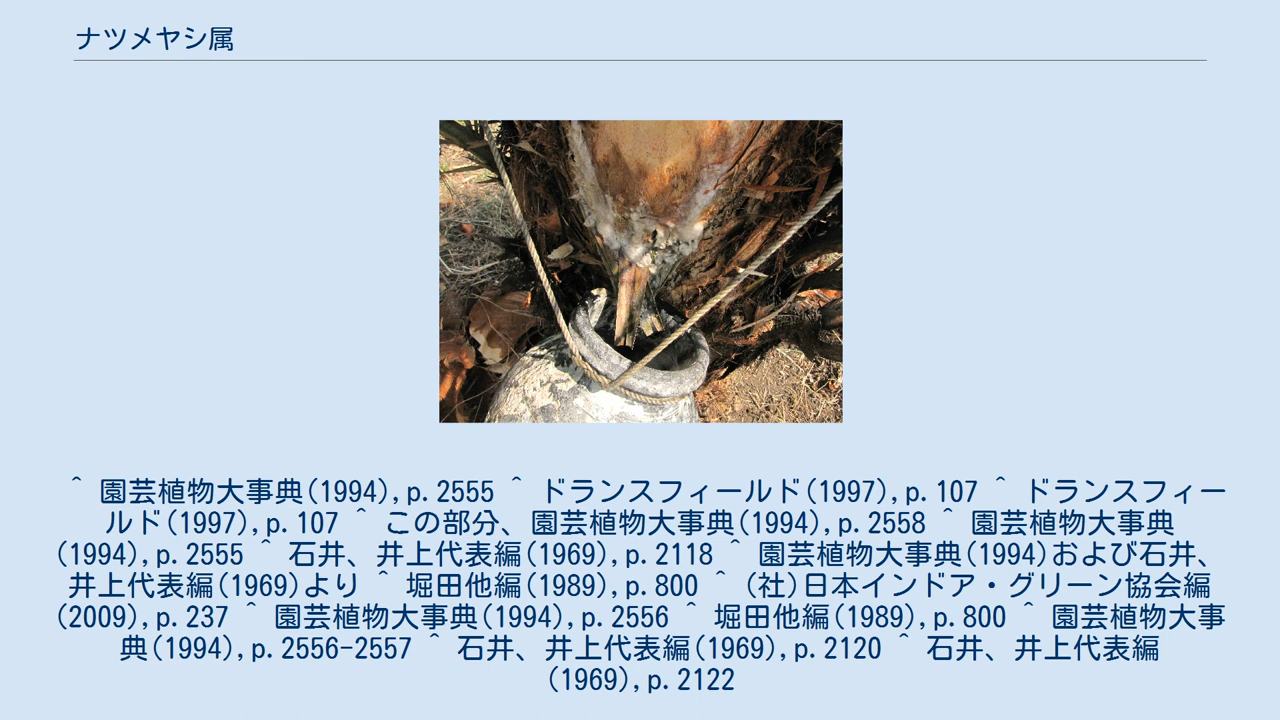 ナツメヤシ属
^ 園芸植物大事典(1994),p.2555 ^ ドランスフィールド(1997),p.107 ^ ドランスフィー
ルド(1997),p.107 ^ この部分、園芸植物大事典(1994),p.2558 ^ 園芸植物大事典
(1994),p.2555 ^ 石井、井上代表編(1969),p.2118 ^ 園芸植物大事典(1994)および石井、
井上代表編(1969)より ^ 堀田他編(1989),p.800 ^ (社)日本インドア・グリーン協会編
(2009),p.237 ^ 園芸植物大事典(1994),p.2556 ^ 堀田他編(1989),p.800 ^ 園芸植物大事
典(1994),p.2556-2557 ^ 石井、井上代表編(1969),p.2120 ^ 石井、井上代表編
(1969),p.2122